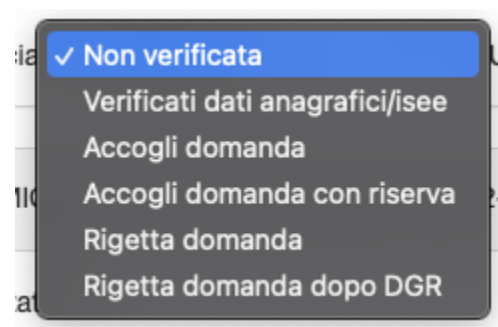 ✓ Non verificata
Verificati dati anagrafici/isee
Accogli domanda
Accogli domanda con riserva
Rigetta domanda
Rigetta domanda dopo DGR